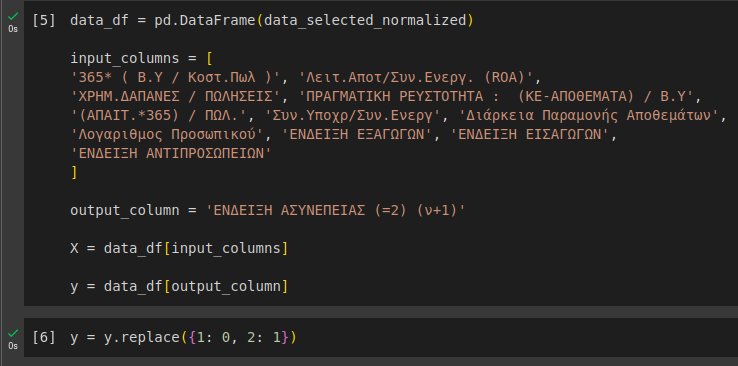 [5] data_df = pd.DataFrame(data_selected_normalized)
input_columns = [
'365* ( Β.Υ / Κοστ.Πωλ )', 'Λειτ.Αποτ/Συν.Ενεργ. (ROA)',
'ΧΡΗΜ.ΔΑΠΑΝΕΣ / ΠΩΛΗΣΕΙΣ', 'ΠΡΑΓΜΑΤΙΚΗ ΡΕΥΣΤΟΤΗΤΑ :  (ΚΕ-ΑΠΟΘΕΜΑΤΑ) / Β.Υ',
'(ΑΠΑΙΤ.*365) / ΠΩΛ.', 'Συν.Υποχρ/Συν.Ενεργ', 'Διάρκεια Παραμονής Αποθεμάτων',
'Λογαριθμος Προσωπικού', 'ΕΝΔΕΙΞΗ ΕΞΑΓΩΓΩΝ', 'ΕΝΔΕΙΞΗ ΕΙΣΑΓΩΓΩΝ',
'ΕΝΔΕΙΞΗ ΑΝΤΙΠΡΟΣΩΠΕΙΩΝ'
]
output_column = 'ΕΝΔΕΙΞΗ ΑΣΥΝΕΠΕΙΑΣ (=2) (ν+1)'
X = data_df[input_columns]
y = data_df[output_column]
0s
[6] y = y.replace({1: 0, 2: 1})
0s